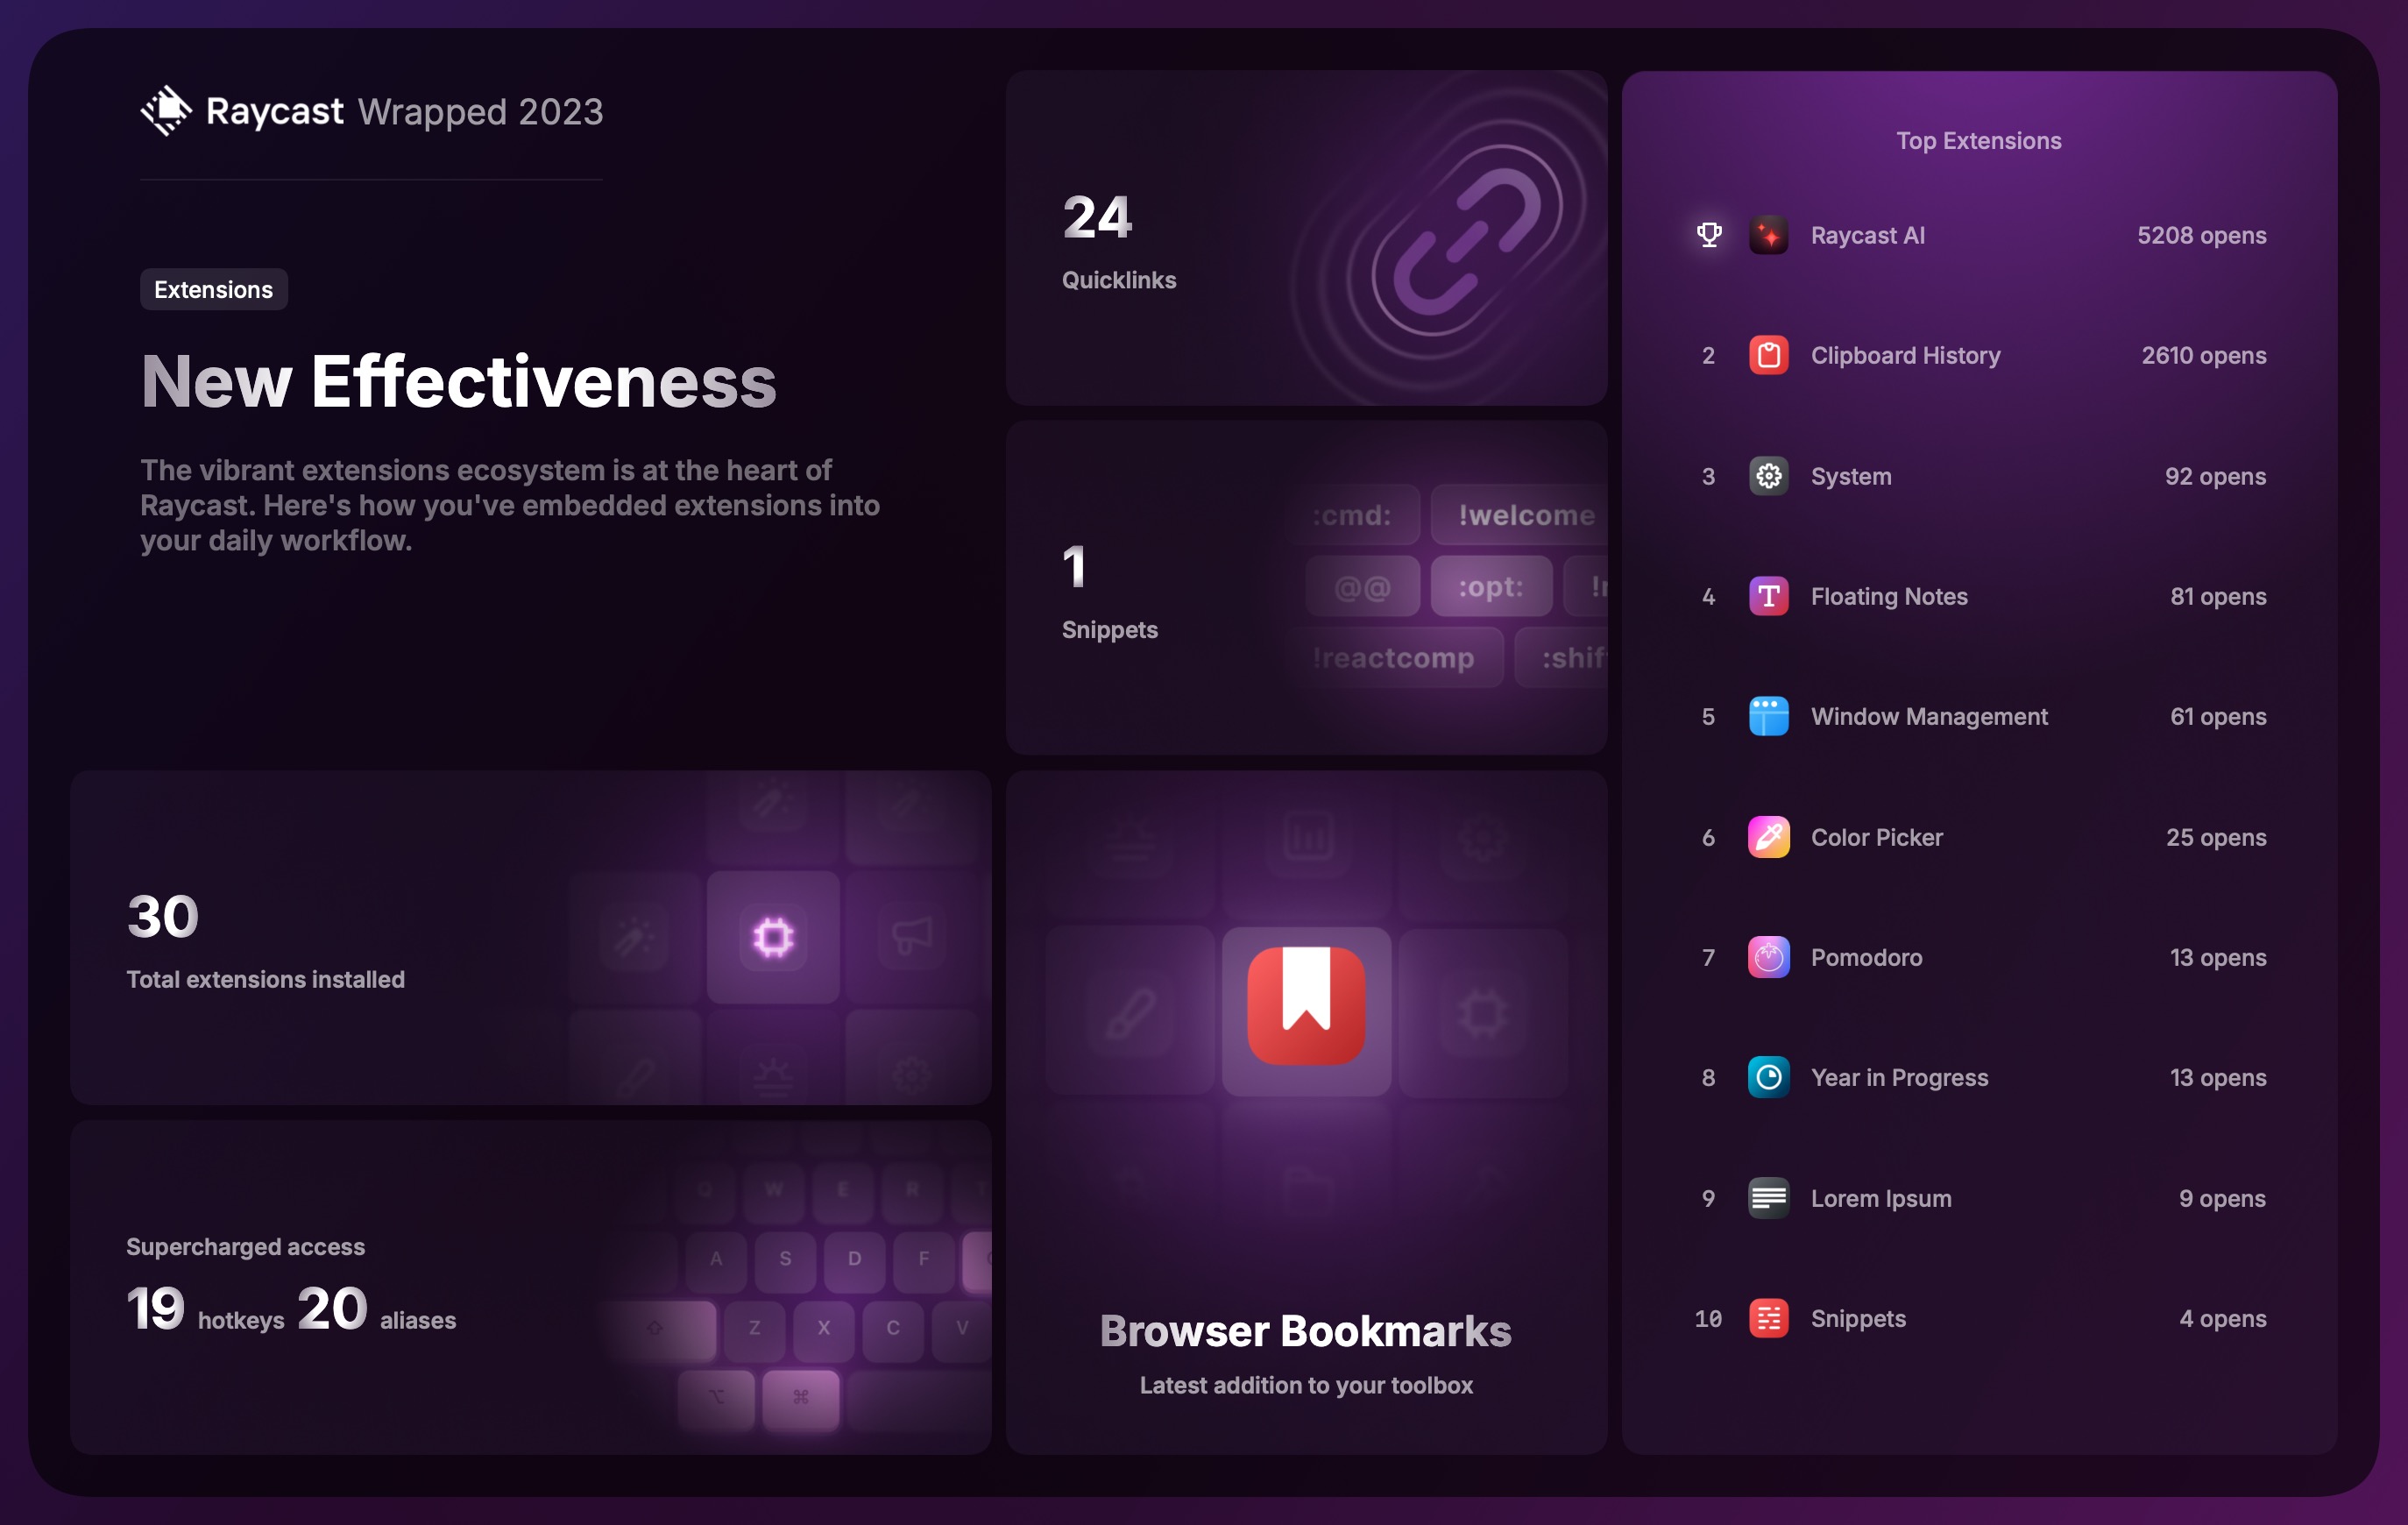 Raycast Wrapped 2023
Extensions
New Effectiveness
The vibrant extensions ecosystem is at the heart of
Raycast. Here's how you've embedded extensions into
your daily workflow.
30
Total extensions installed
Supercharged access
19 hotkeys 20 aliases
Q W E R T
A S D F
Z X C V
⌥ ⌘
24
Quicklinks
1
Snippets
:cmd: !welcome
@@ :opt:
!reactcomp :shif
Browser Bookmarks
Latest addition to your toolbox
Top Extensions
Raycast AI 5208 opens
2 Clipboard History 2610 opens
3 System 92 opens
4 Floating Notes 81 opens
5 Window Management 61 opens
6 Color Picker 25 opens
7 Pomodoro 13 opens
8 Year in Progress 13 opens
9 Lorem Ipsum 9 opens
10 Snippets 4 opens